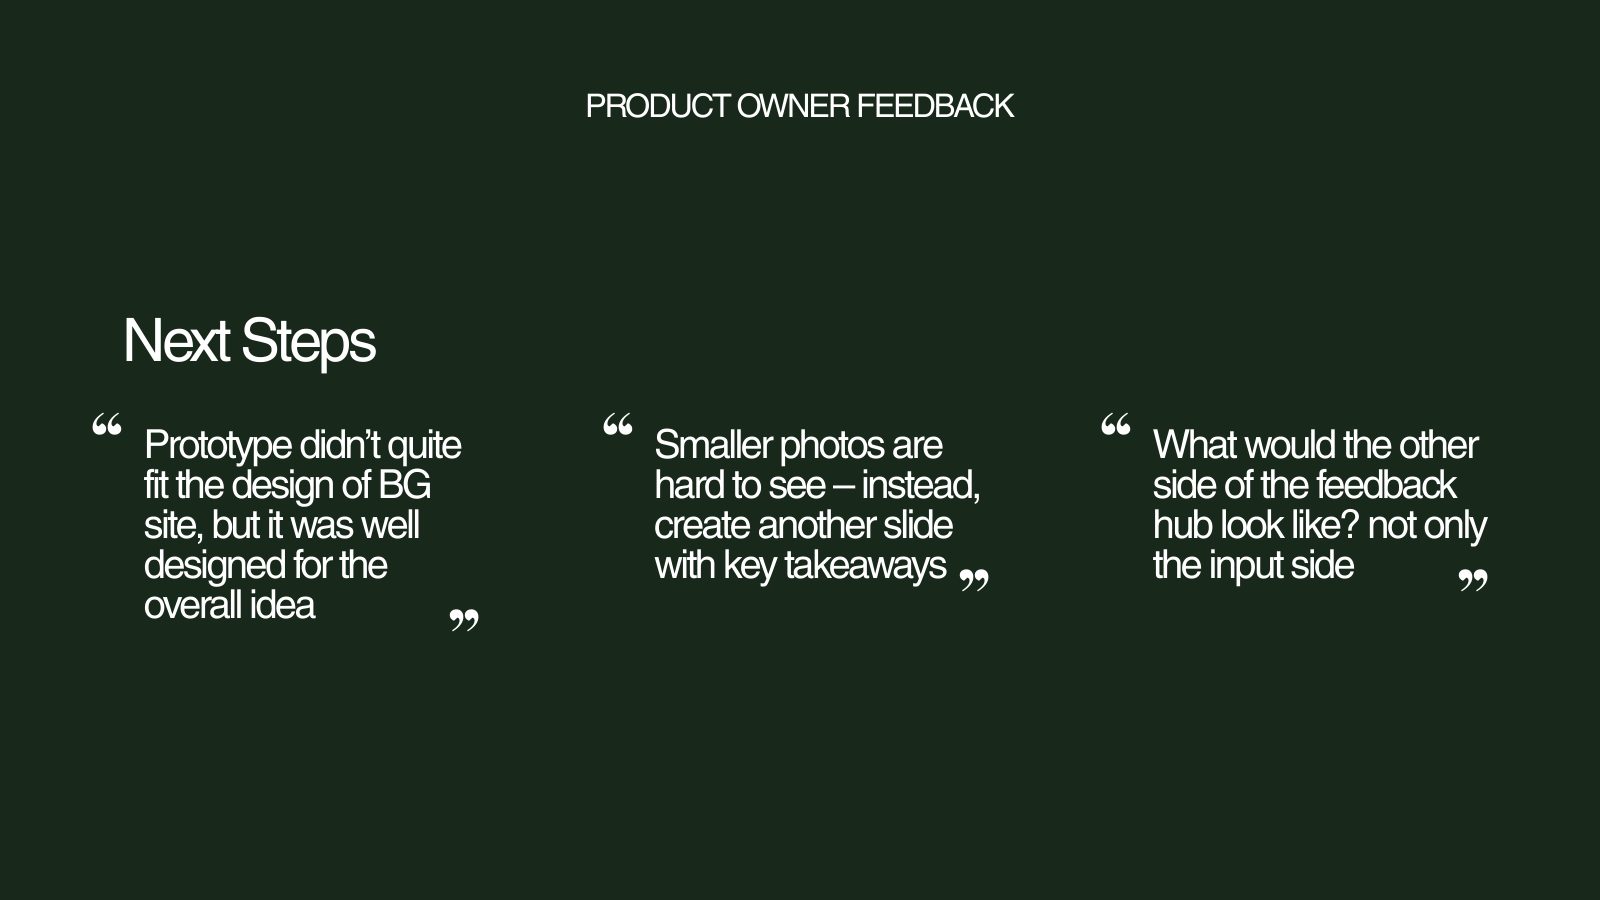 PRODUCT OWNER FEEDBACK
Next Steps
“ Prototype didn’t quite
fit the design of BG
site, but it was well
designed for the
overall idea ”
“ Smaller photos are
hard to see – instead,
create another slide
with key takeaways ”
“ What would the other
side of the feedback
hub look like? not only
the input side ”